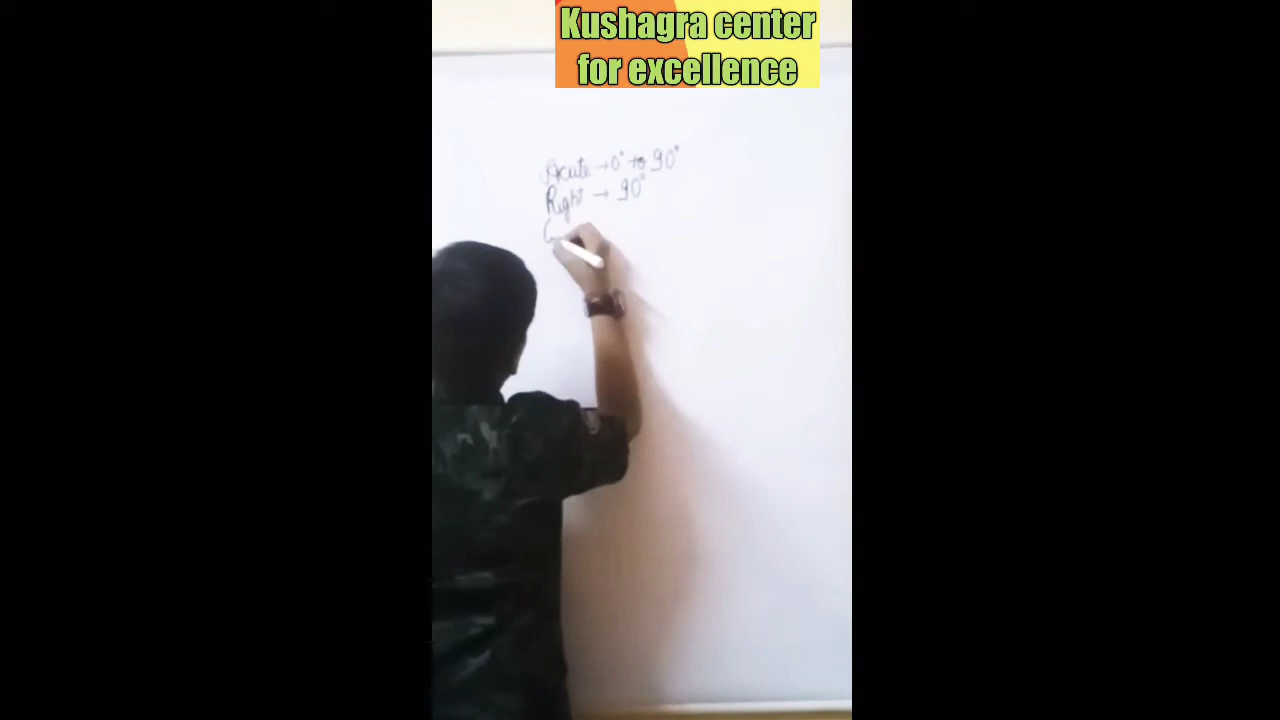 Kushagra center
for excellence
Acute → 0° to 90°
Right → 90°